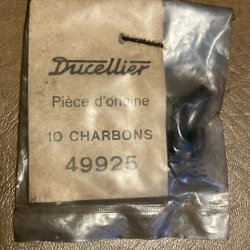 Ducellier
Pièce d'origine
10 CHARBONS
49925